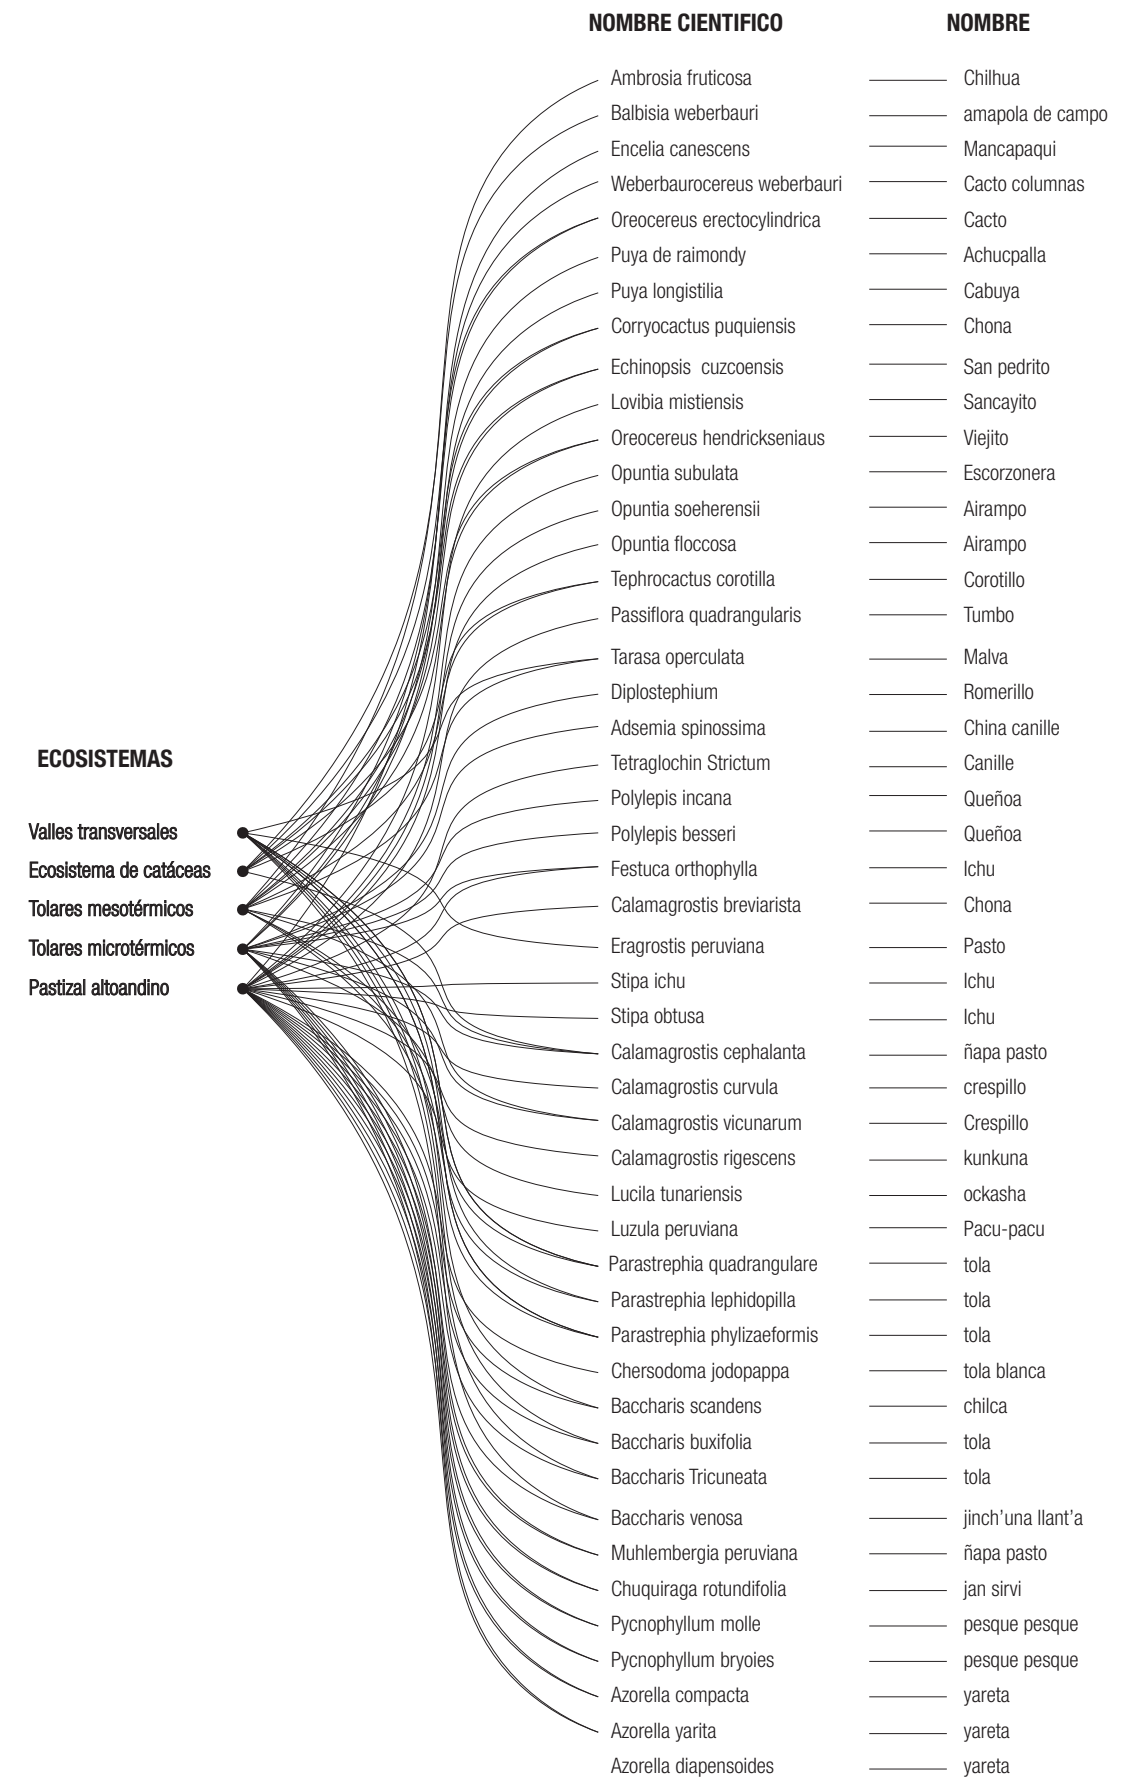 NOMBRE CIENTIFICO NOMBRE
Ambrosia fruticosa Chilhua
Balbisia weberbauri amapola de campo
Encelia canescens Mancapaqui
Weberbaurocereus weberbauri Cacto columnas
Oreocereus erectocylindrica Cacto
Puya de raimondy Achucpalla
Puya longistilia Cabuya
Corryocactus puquiensis Chona
Echinopsis cuzcoensis San pedrito
Lovibia mistiensis Sancayito
Oreocereus hendrickseniaus Viejito
Opuntia subulata Escorzonera
Opuntia soeherensii Airampo
Opuntia floccosa Airampo
Tephrocactus corotilla Corotillo
Passiflora quadrangularis Tumbo
Tarasa operculata Malva
Diplostephium Romerillo
Adsemia spinossima China canille
Tetraglochin Strictum Canille
Polylepis incana Queñoa
Polylepis besseri Queñoa
Festuca orthophylla Ichu
Calamagrostis breviarista Chona
Eragrostis peruviana Pasto
Stipa ichu Ichu
Stipa obtusa Ichu
Calamagrostis cephalanta ñapa pasto
Calamagrostis curvula crespillo
Calamagrostis vicunarum Crespillo
Calamagrostis rigescens kunkuna
Lucila tunariensis ockasha
Luzula peruviana Pacu-pacu
Parastrephia quadrangulare tola
Parastrephia lephidopilla tola
Parastrephia phylizaeformis tola
Chersodoma jodopappa tola blanca
Baccharis scandens chilca
Baccharis buxifolia tola
Baccharis Tricuneata tola
Baccharis venosa jinch'una llant'a
Muhlembergia peruviana ñapa pasto
Chuquiraga rotundifolia jan sirvi
Pycnophyllum molle pesque pesque
Pycnophyllum bryoies pesque pesque
Azorella compacta yareta
Azorella yarita yareta
Azorella diapensoides yareta
ECOSISTEMAS
Valles transversales
Ecosistema de catáceas
Tolares mesotérmicos
Tolares microtérmicos
Pastizal altoandino